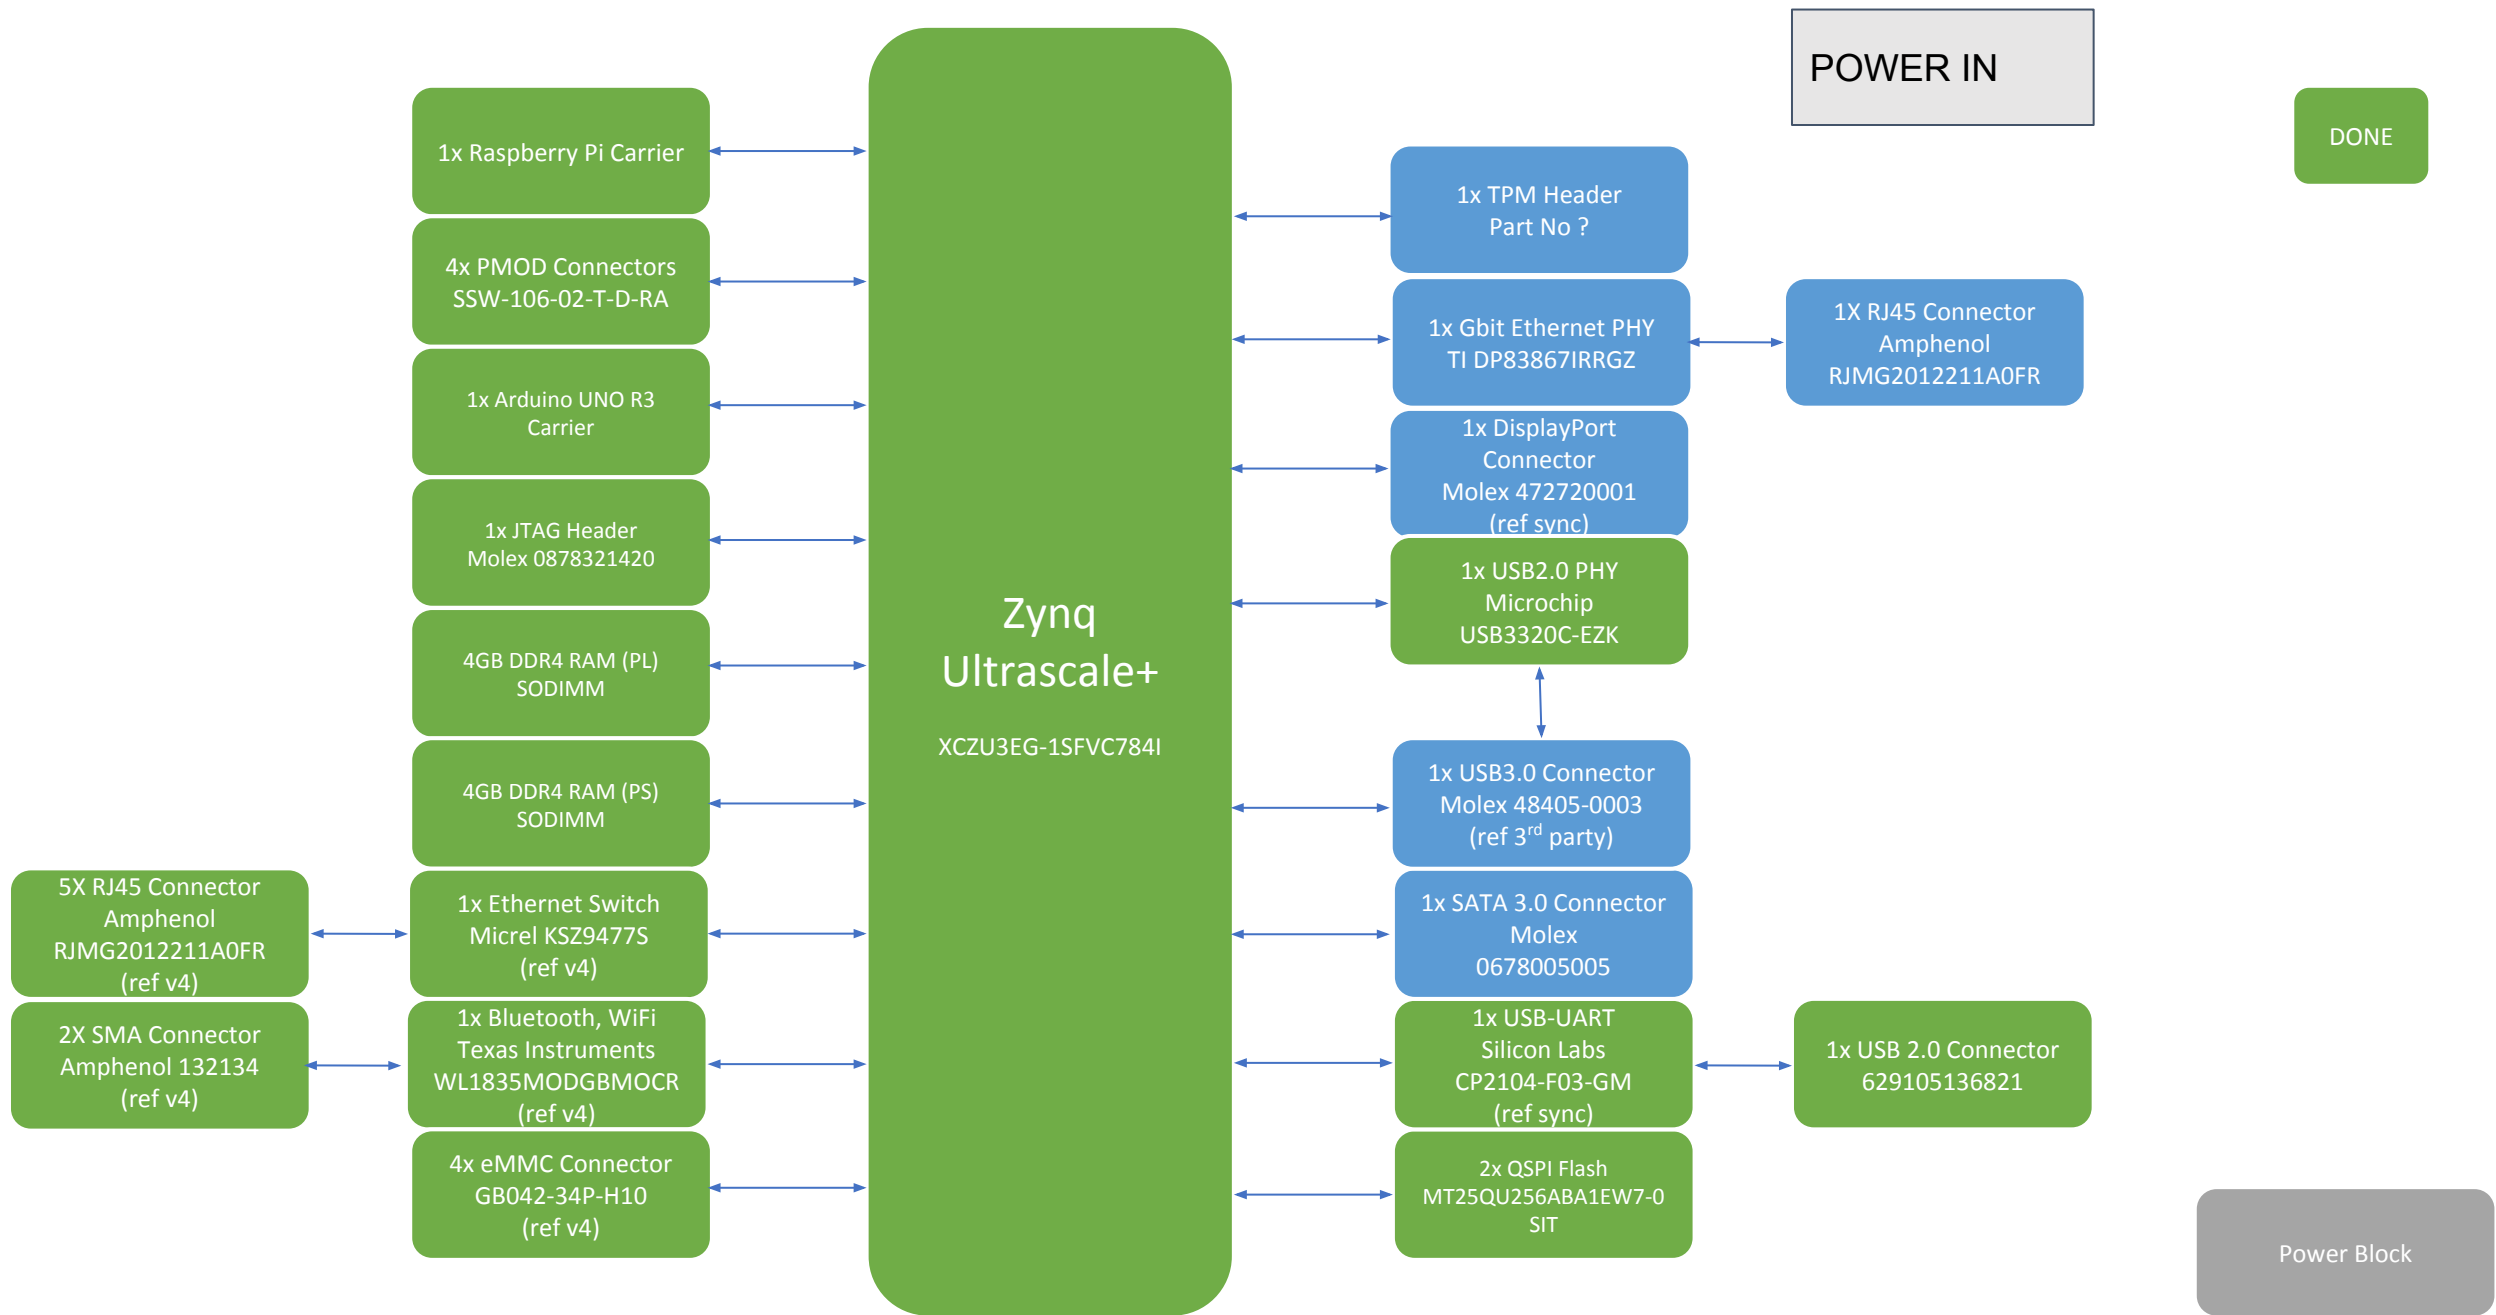 POWER IN
DONE
1x Raspberry Pi Carrier
4x PMOD Connectors
SSW-106-02-T-D-RA
1x Arduino UNO R3
Carrier
1x JTAG Header
Molex 0878321420
4GB DDR4 RAM (PL)
SODIMM
4GB DDR4 RAM (PS)
SODIMM
5X RJ45 Connector
Amphenol
RJMG2012211A0FR
(ref v4)
1x Ethernet Switch
Micrel KSZ9477S
(ref v4)
2X SMA Connector
Amphenol 132134
(ref v4)
1x Bluetooth, WiFi
Texas Instruments
WL1835MODGBMOCR
(ref v4)
4x eMMC Connector
GB042-34P-H10
(ref v4)
Zynq
Ultrascale+
XCZU3EG-1SFVC784I
1x TPM Header
Part No ?
1x Gbit Ethernet PHY
TI DP83867IRRGZ
1X RJ45 Connector
Amphenol
RJMG2012211A0FR
1x DisplayPort
Connector
Molex 472720001
(ref sync)
1x USB2.0 PHY
Microchip
USB3320C-EZK
1x USB3.0 Connector
Molex 48405-0003
(ref 3rd party)
1x SATA 3.0 Connector
Molex
0678005005
1x USB-UART
Silicon Labs
CP2104-F03-GM
(ref sync)
1x USB 2.0 Connector
629105136821
2x QSPI Flash
MT25QU256ABA1EW7-0
SIT
Power Block